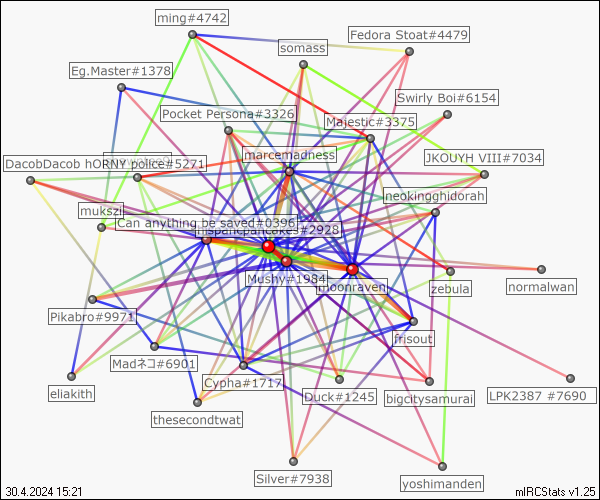 ming#4742
Fedora Stoat#4479
somass
Eg.Master#1378
Swirly Boi#6154
Pocket Persona#3326
Majestic#3375
marcemadness
JKOUYH VIII#7034
DacobDacob hORNY police#5271
neokingghidorah
mukszi
Can anything be saved#0396
#2928
Mushy#1984
moonraven
zebula
normalwan
Pikabro#9971
frisout
Madネコ#6901
Cypha#1717
eliakith
Duck#1245
bigcitysamurai
LPK2387 #7690
thesecondtwat
Silver#7938
yoshimanden
30.4.2024 15:21
mIRCStats v1.25